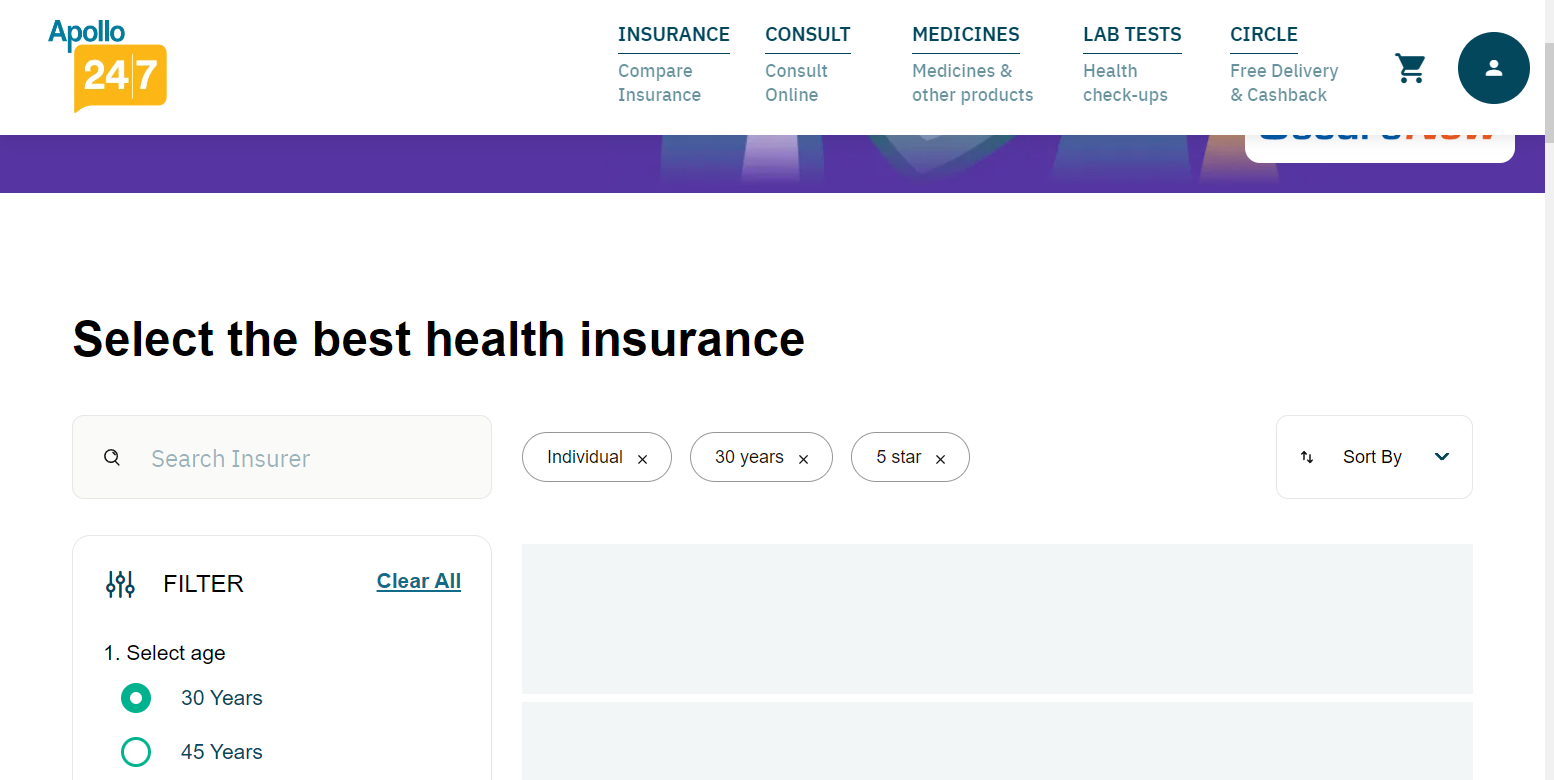 Apollo
24|7
INSURANCE
Compare
Insurance
CONSULT
Consult
Online
MEDICINES
Medicines &
other products
LAB TESTS
Health
check-ups
CIRCLE
Free Delivery
& Cashback
Select the best health insurance
Search Insurer
Individual ×
30 years ×
5 star ×
Sort By
FILTER
Clear All
1. Select age
30 Years
45 Years